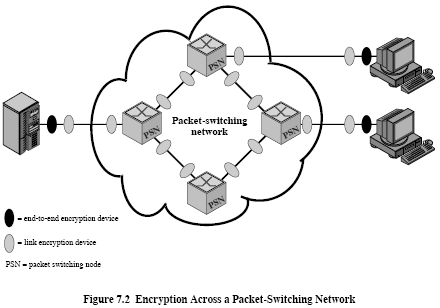 PSN
PSN
Packet-switching
network
PSN
PSN
= end-to-end encryption device
= link encryption device
PSN = packet switching node
Figure 7.2 Encryption Across a Packet-Switching Network